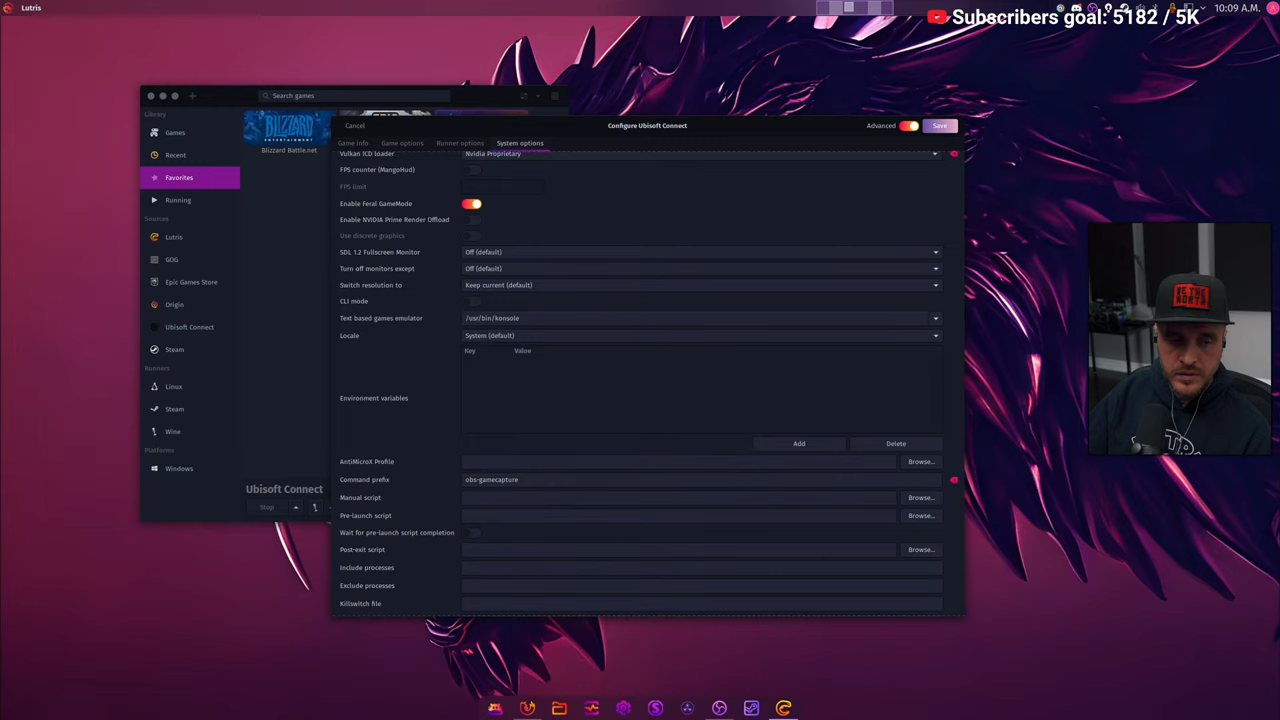 Lutris
10:09 A.M.
Subscribers goal: 5182 / 5K
Search games
Library
Games
Recent
Favorites
Running
Sources
Lutris
GOG
Epic Games Store
Origin
Ubisoft Connect
Steam
Runners
Linux
Steam
Wine
Platforms
Windows
BLIZZARD
ENTERTAINMENT
Blizzard Battle.net
Ubisoft Connect
Stop
Cancel
Configure Ubisoft Connect
Advanced
Save
Game info
Game options
Runner options
System options
Vulkan ICD loader
Nvidia Proprietary
FPS counter (MangoHud)
FPS limit
Enable Feral GameMode
Enable NVIDIA Prime Render Offload
Use discrete graphics
SDL 1.2 Fullscreen Monitor
Off (default)
Turn off monitors except
Off (default)
Switch resolution to
Keep current (default)
CLI mode
Text based games emulator
/usr/bin/konsole
Locale
System (default)
Key
Value
Environment variables
Add
Delete
AntiMicroX Profile
Browse...
Command prefix
obs-gamecapture
Manual script
Browse...
Pre-launch script
Browse...
Wait for pre-launch script completion
Post-exit script
Browse...
Include processes
Exclude processes
Killswitch file